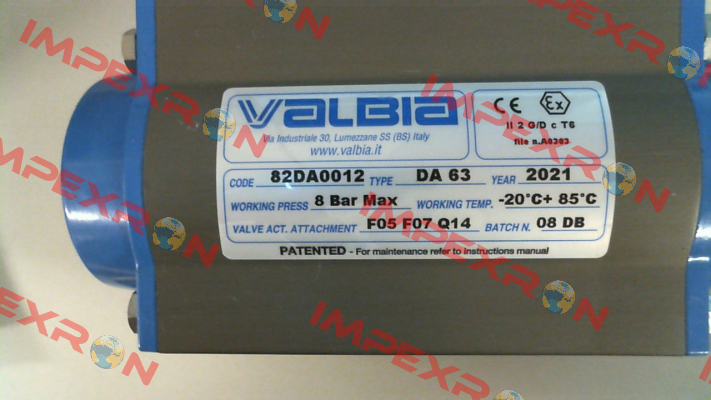 VALBIA
Via Industriale 30, Lumezzane SS (BS) Italy
www.valbia.it
CE Ex
II 2 G/D c T6
file n.A0303
CODE 82DA0012 TYPE DA 63 YEAR 2021
WORKING PRESS 8 Bar Max WORKING TEMP. -20°C+ 85°C
VALVE ACT. ATTACHMENT F05 F07 Q14 BATCH N. 08 DB
PATENTED - For maintenance refer to instructions manual
IMPEXRON
IMPEXRON
IMPEXRON
IMPEXRON
IMPEXRON
IMPEXRON